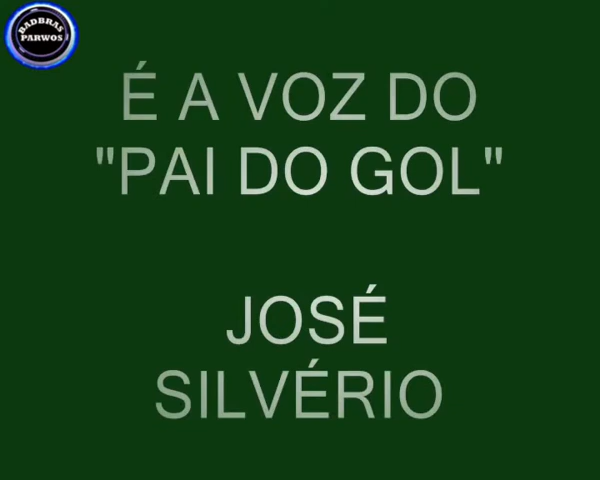 BADBRAS
PARWOS
É A VOZ DO
"PAI DO GOL"
JOSÉ
SILVÉRIO